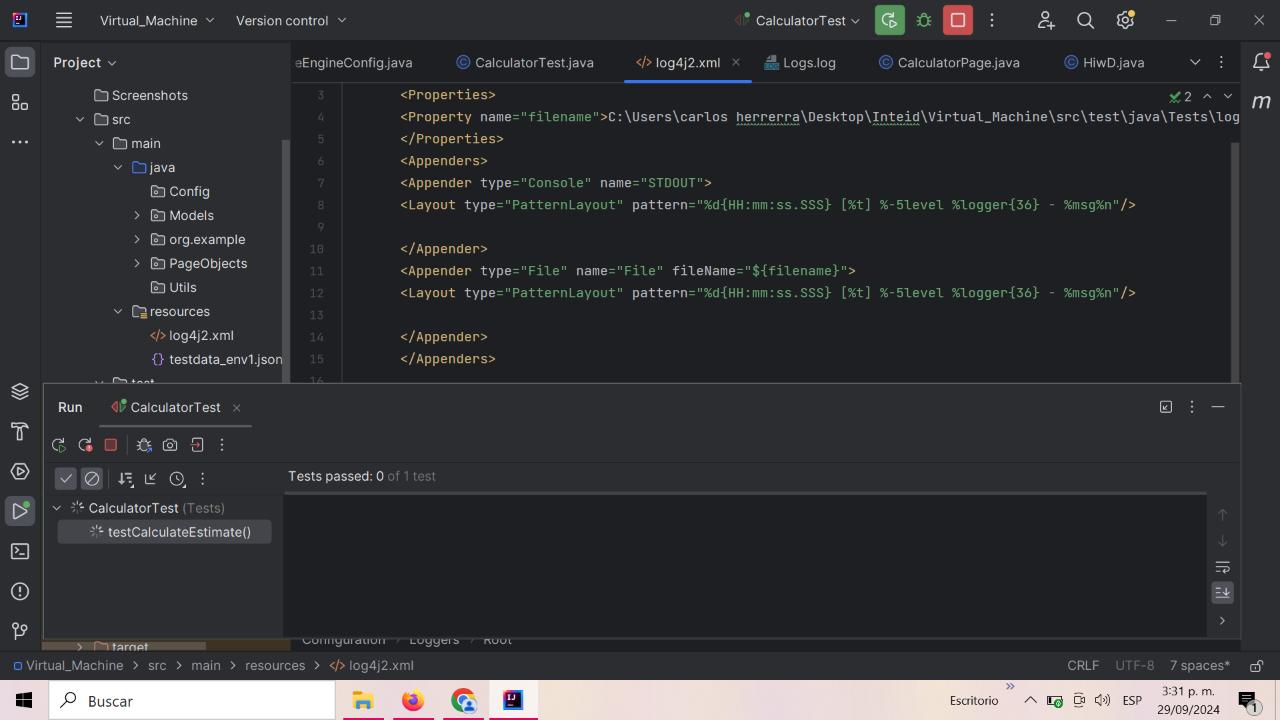 Virtual_Machine
Version control
CalculatorTest
Project
eEngineConfig.java
CalculatorTest.java
log4j2.xml
Logs.log
CalculatorPage.java
HiwD.java
Screenshots
src
main
java
Config
Models
org.example
PageObjects
Utils
resources
log4j2.xml
testdata_env1.json
2
3 <Properties>
4 <Property name="filename">C:\Users\carlos herrerra\Desktop\Inteid\Virtual_Machine\src\test\java\Tests\log
5 </Properties>
6 <Appenders>
7 <Appender type="Console" name="STDOUT">
8 <Layout type="PatternLayout" pattern="%d{HH:mm:ss.SSS} [%t] %-5level %logger{36} - %msg%n"/>
9
10 </Appender>
11 <Appender type="File" name="File" fileName="${filename}">
12 <Layout type="PatternLayout" pattern="%d{HH:mm:ss.SSS} [%t] %-5level %logger{36} - %msg%n"/>
13
14 </Appender>
15 </Appenders>
16
Run
CalculatorTest
Tests passed: 0 of 1 test
CalculatorTest (Tests)
testCalculateEstimate()
target
Configuration > Loggers > Root
Virtual_Machine > src > main > resources > log4j2.xml
CRLF UTF-8 7 spaces*
Buscar
Escritorio
ESP
3:31 p. m.
29/09/2024
1